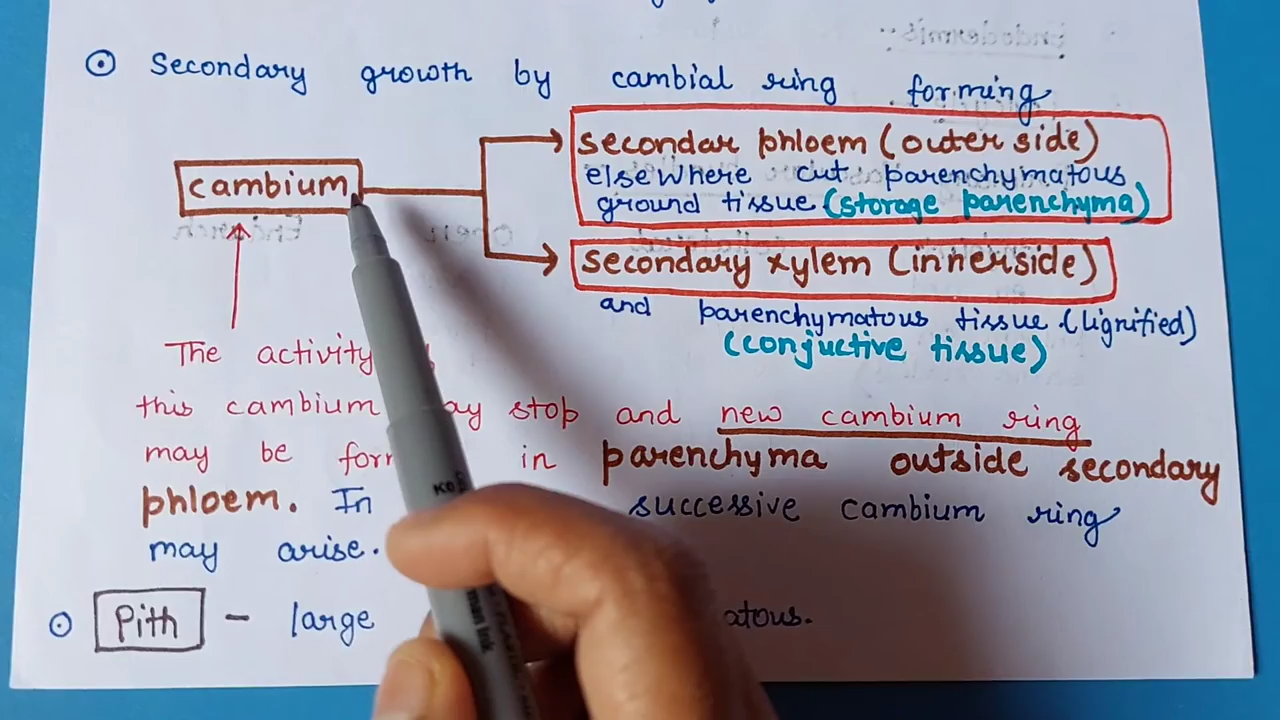 ⊙ Secondary growth by cambial ring forming
cambium
secondar phloem (outer side)
elsewhere cut parenchymatous
ground tissue (storage parenchyma)
secondary xylem (innerside)
and parenchymatous tissue (lignified)
(conjuctive tissue)
The activity
this cambium may stop and new cambium ring
may be in parenchyma outside secondary
phloem. In successive cambium ring
may arise.
⊙ Pith - large